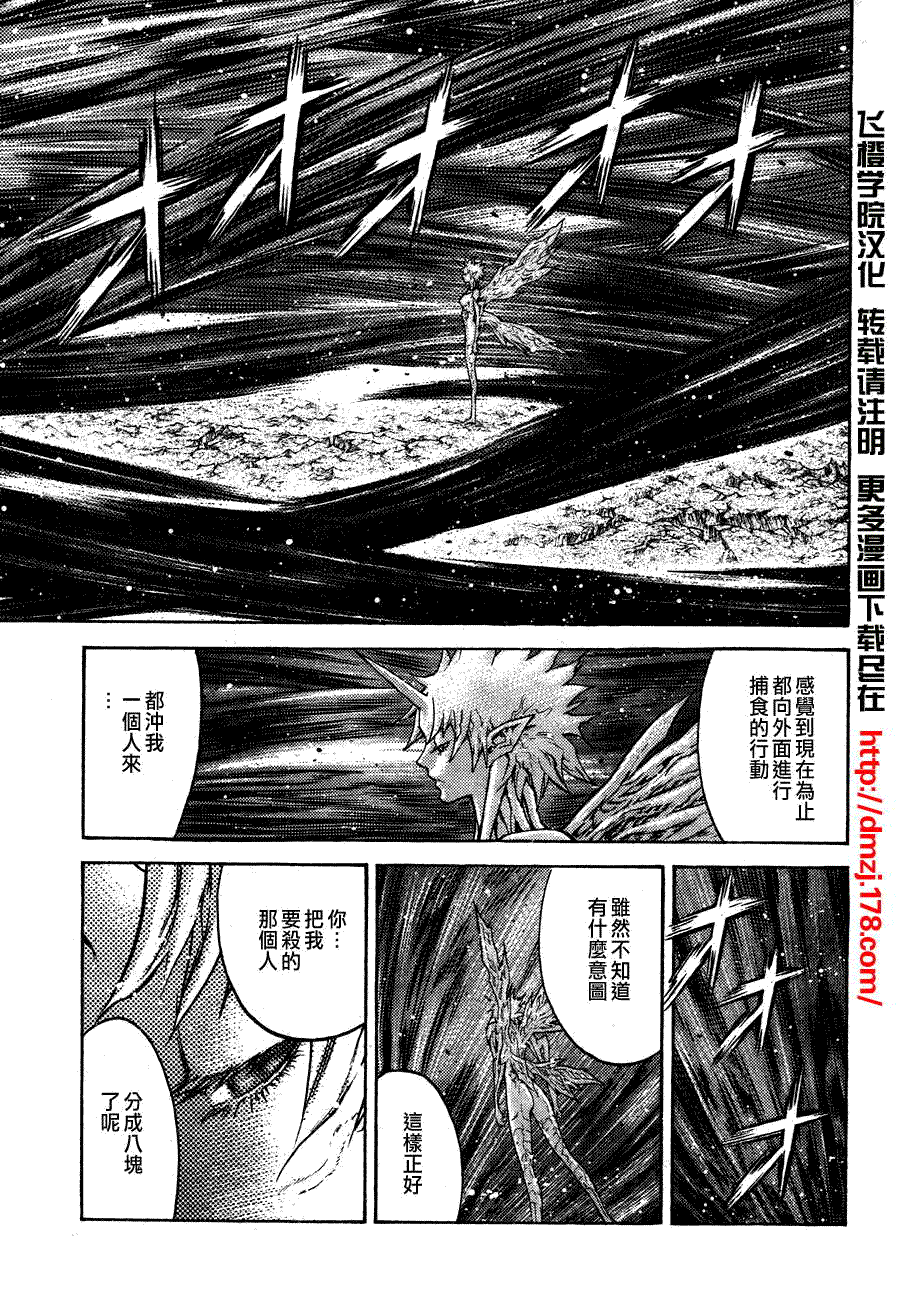 オオオオオ
感覺到現在為止
都向外面進行
捕食的行動
都沖我
一個人來
…
オオオ
雖然不知道
有什麼意圖
這樣正好
你…
把我
要殺的
那個人
分成八塊
了呢
飞橙学院汉化 转载请注明 更多漫画下载尽在 http://dmzj.178.com/